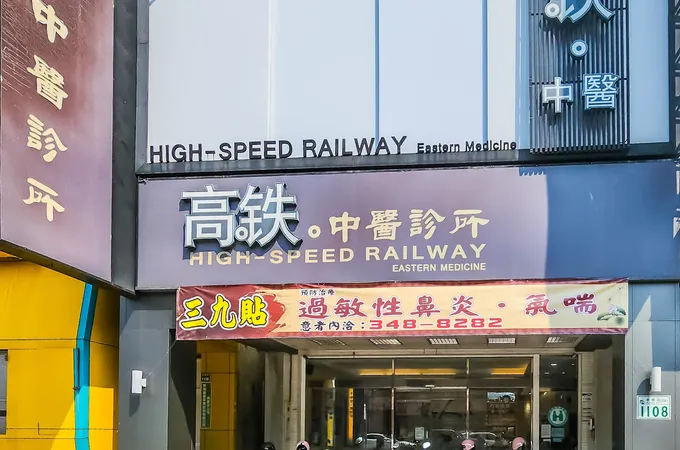 中醫診所
鉄
中醫
HIGH-SPEED RAILWAY Eastern Medicine
高鉄 中醫診所
HIGH-SPEED RAILWAY
EASTERN MEDICINE
三九貼
預防治療
過敏性鼻炎·氣喘
意者內洽:348-8282
1108